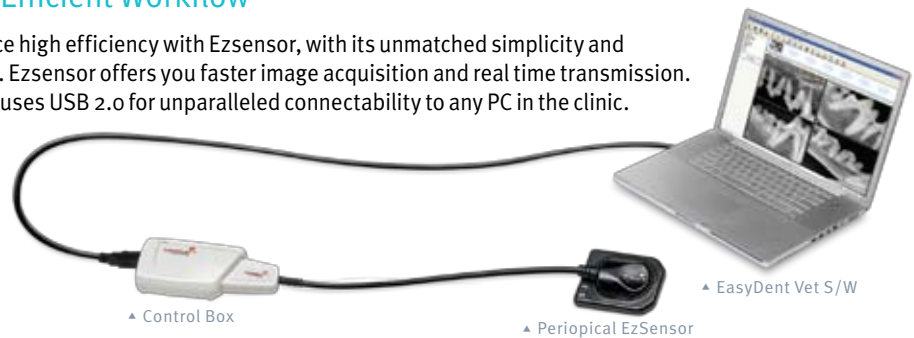 Efficient Workflow
ce high efficiency with Ezsensor, with its unmatched simplicity and
. Ezsensor offers you faster image acquisition and real time transmission.
uses USB 2.0 for unparalleled connectability to any PC in the clinic.
▲ EasyDent Vet S/W
▲ Control Box
▲ Periopical EzSensor